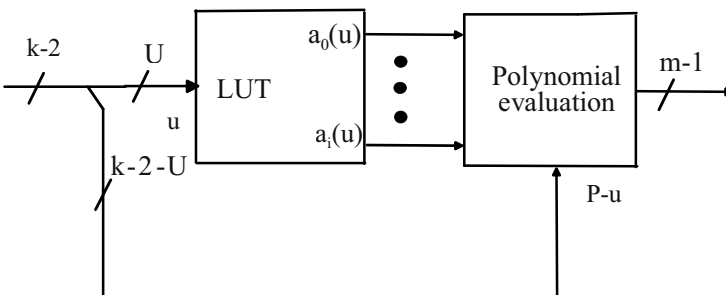 k-2
U
u
k-2-U
LUT
a₀(u)
aᵢ(u)
Polynomial
evaluation
m-1
P-u